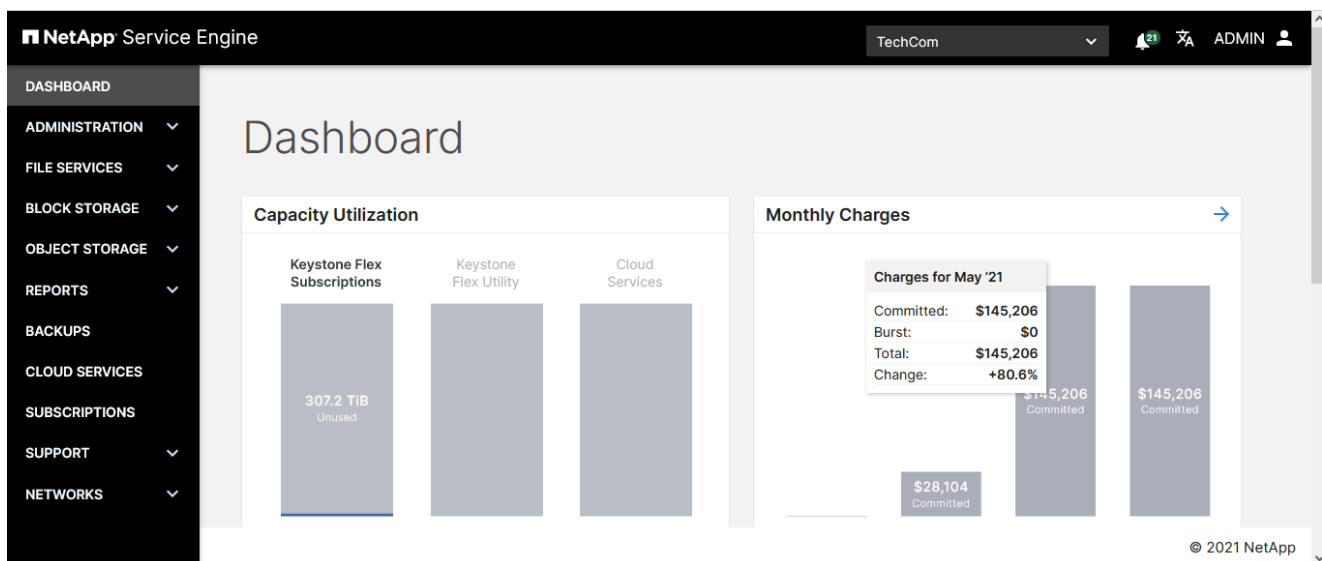 NetApp Service Engine
TechCom
21
ADMIN
DASHBOARD
ADMINISTRATION
FILE SERVICES
BLOCK STORAGE
OBJECT STORAGE
REPORTS
BACKUPS
CLOUD SERVICES
SUBSCRIPTIONS
SUPPORT
NETWORKS
Dashboard
Capacity Utilization
Keystone Flex
Subscriptions
Keystone
Flex Utility
Cloud
Services
307.2 TiB
Unused
Monthly Charges
Charges for May '21
Committed: $145,206
Burst: $0
Total: $145,206
Change: +80.6%
$28,104
Committed
$145,206
Committed
$145,206
Committed
© 2021 NetApp